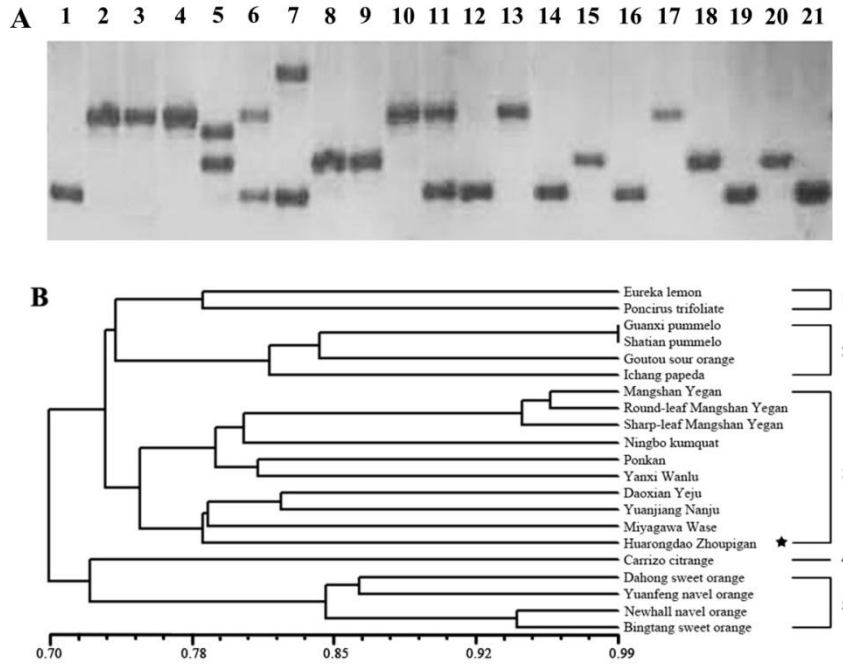 A 1 2 3 4 5 6 7 8 9 10 11 12 13 14 15 16 17 18 19 20 21
B
Eureka lemon
Poncirus trifoliate
Guanxi pummelo
Shatian pummelo
Goutou sour orange
Ichang papeda
Mangshan Yegan
Round-leaf Mangshan Yegan
Sharp-leaf Mangshan Yegan
Ningbo kumquat
Ponkan
Yanxi Wanlu
Daoxian Yeju
Yuanjiang Nanju
Miyagawa Wase
Huarongdao Zhoupigan
Carrizo citrange
Dahong sweet orange
Yuanfeng navel orange
Newhall navel orange
Bingtang sweet orange
0.70 0.78 0.85 0.92 0.99